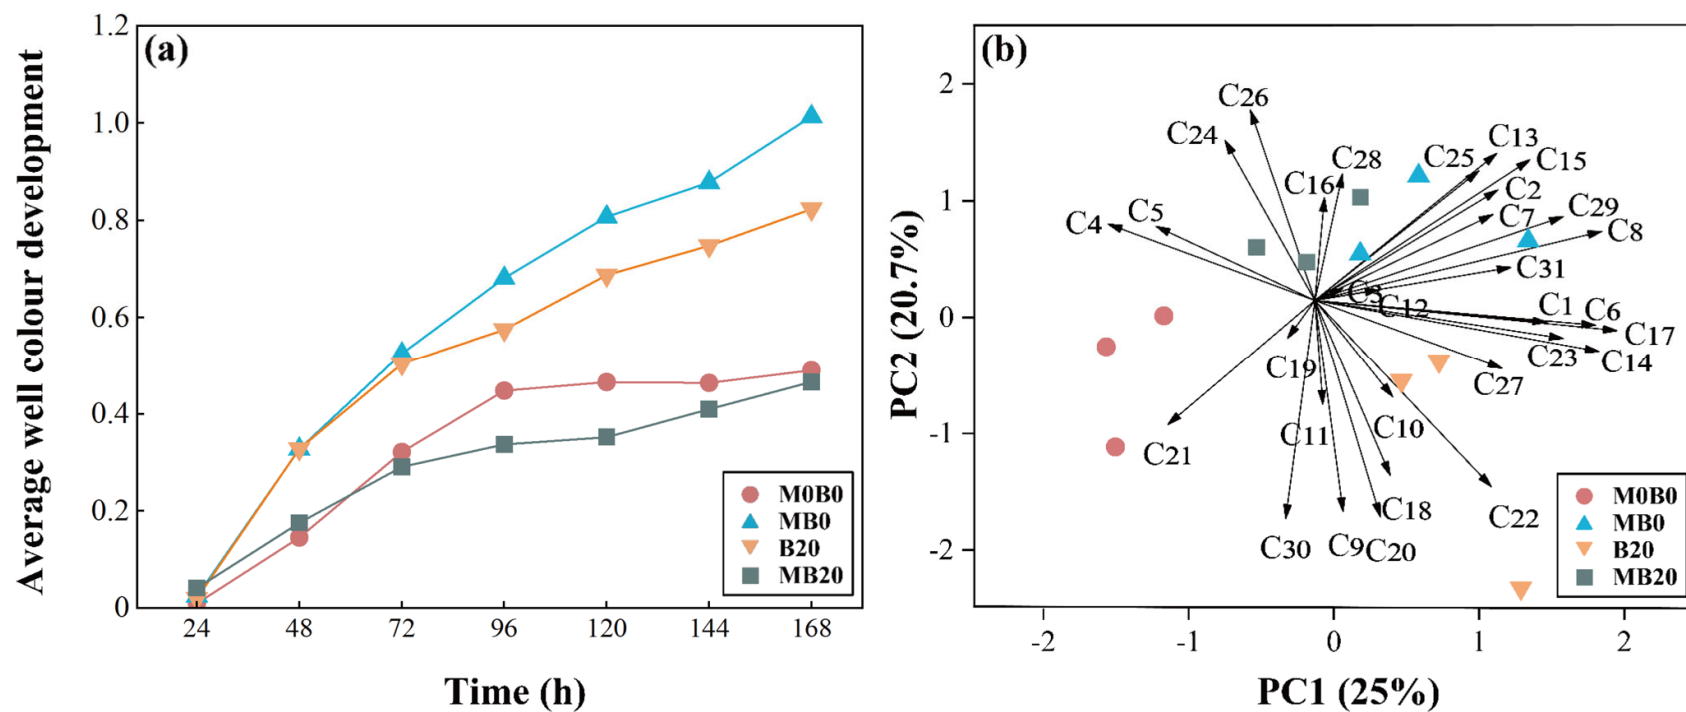 (a)
Average well colour development
1.2
1.0
0.8
0.6
0.4
0.2
0
24 48 72 96 120 144 168
Time (h)
M0B0
MB0
B20
MB20
(b)
PC2 (20.7%)
2
1
0
-1
-2
-2 -1 0 1 2
PC1 (25%)
C26
C24
C28
C16
C25
C13
C15
C2
C7
C29
C8
C31
C4
C5
C3
C12
C1
C6
C17
C23
C14
C27
C19
C10
C11
C21
C18
C22
C30
C9
C20
M0B0
MB0
B20
MB20